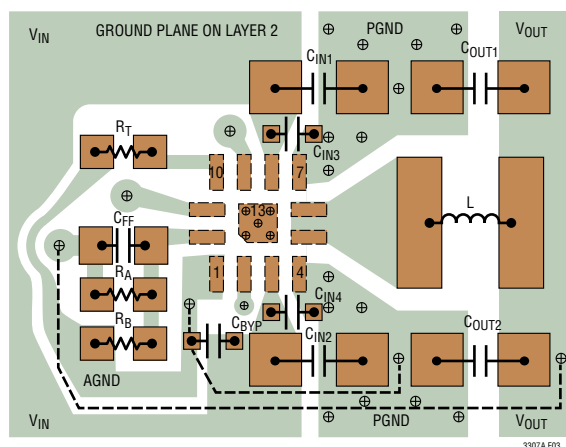 VIN
GROUND PLANE ON LAYER 2
PGND
VOUT
CIN1
COUT1
RT
CIN3
10
7
13
L
CFF
1
4
RA
CIN4
CBYP
CIN2
COUT2
RB
AGND
VIN
PGND
VOUT
3307A F03